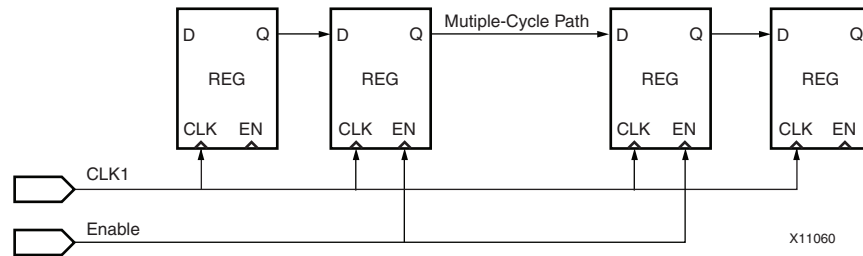 D Q D Q Mutiple-Cycle Path D Q D Q
REG REG REG REG
CLK EN CLK EN CLK EN CLK EN
CLK1
Enable
X11060